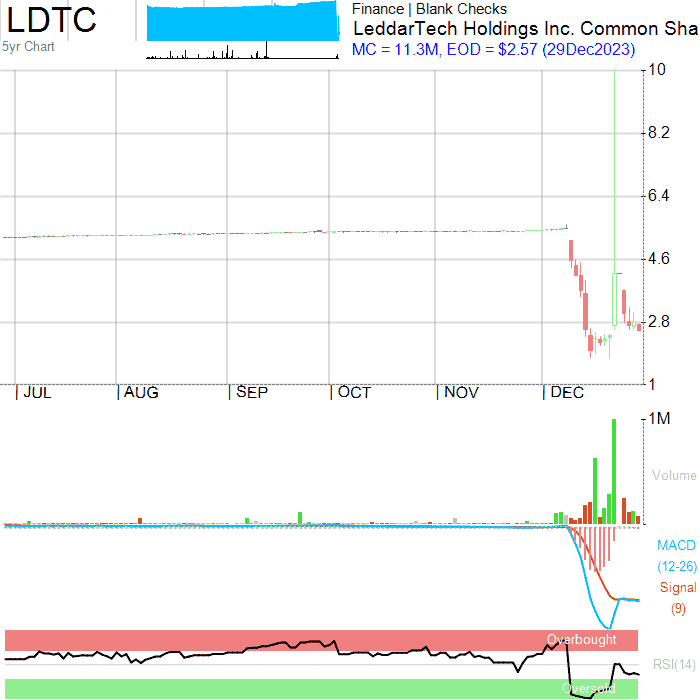 LDTC
5yr Chart
Finance | Blank Checks
LeddarTech Holdings Inc. Common Sha
MC = 11.3M, EOD = $2.57 (29Dec2023)
10
8.2
6.4
4.6
2.8
1
JUL
AUG
SEP
OCT
NOV
DEC
1M
Volume
MACD
(12-26)
Signal
(9)
Overbought
RSI(14)
Oversold